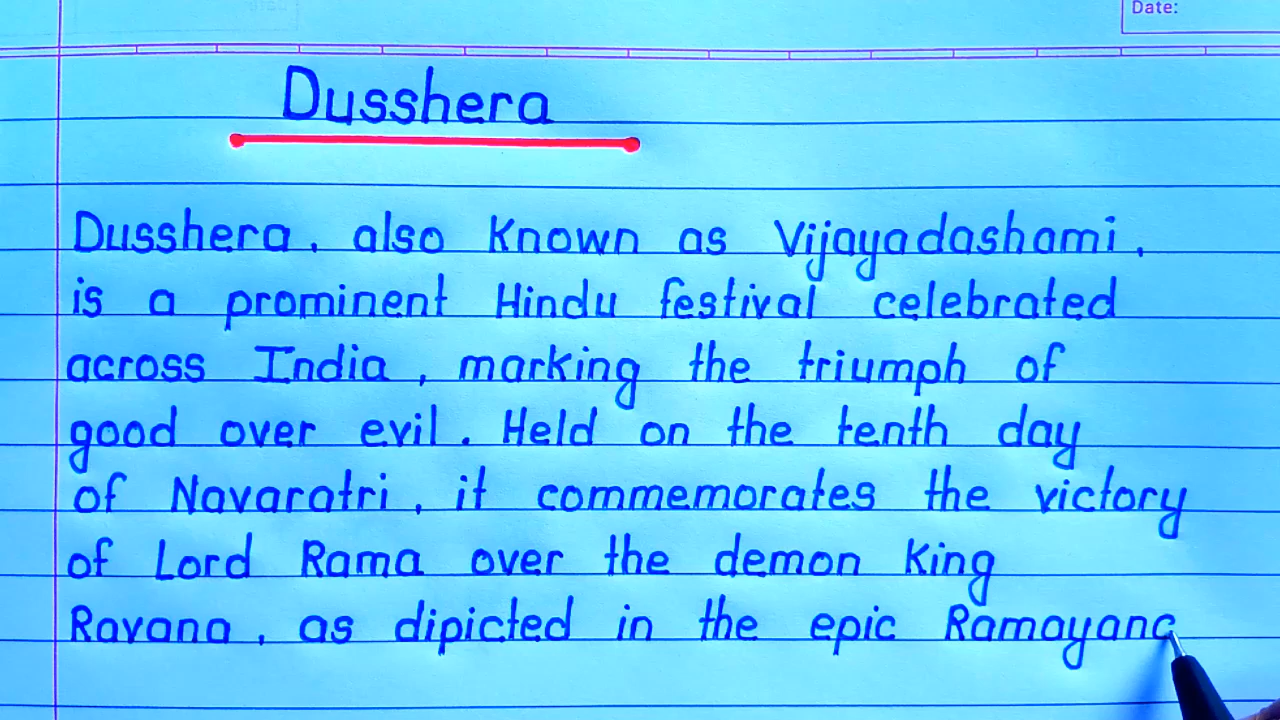 Date:
Dusshera
Dusshera, also Known as Vijayadashami,
is a prominent Hindu festival celebrated
across India, marking the triumph of
good over evil. Held on the tenth day
of Navaratri, it commemorates the victory
of Lord Rama over the demon King
Ravana, as dipicted in the epic Ramayana